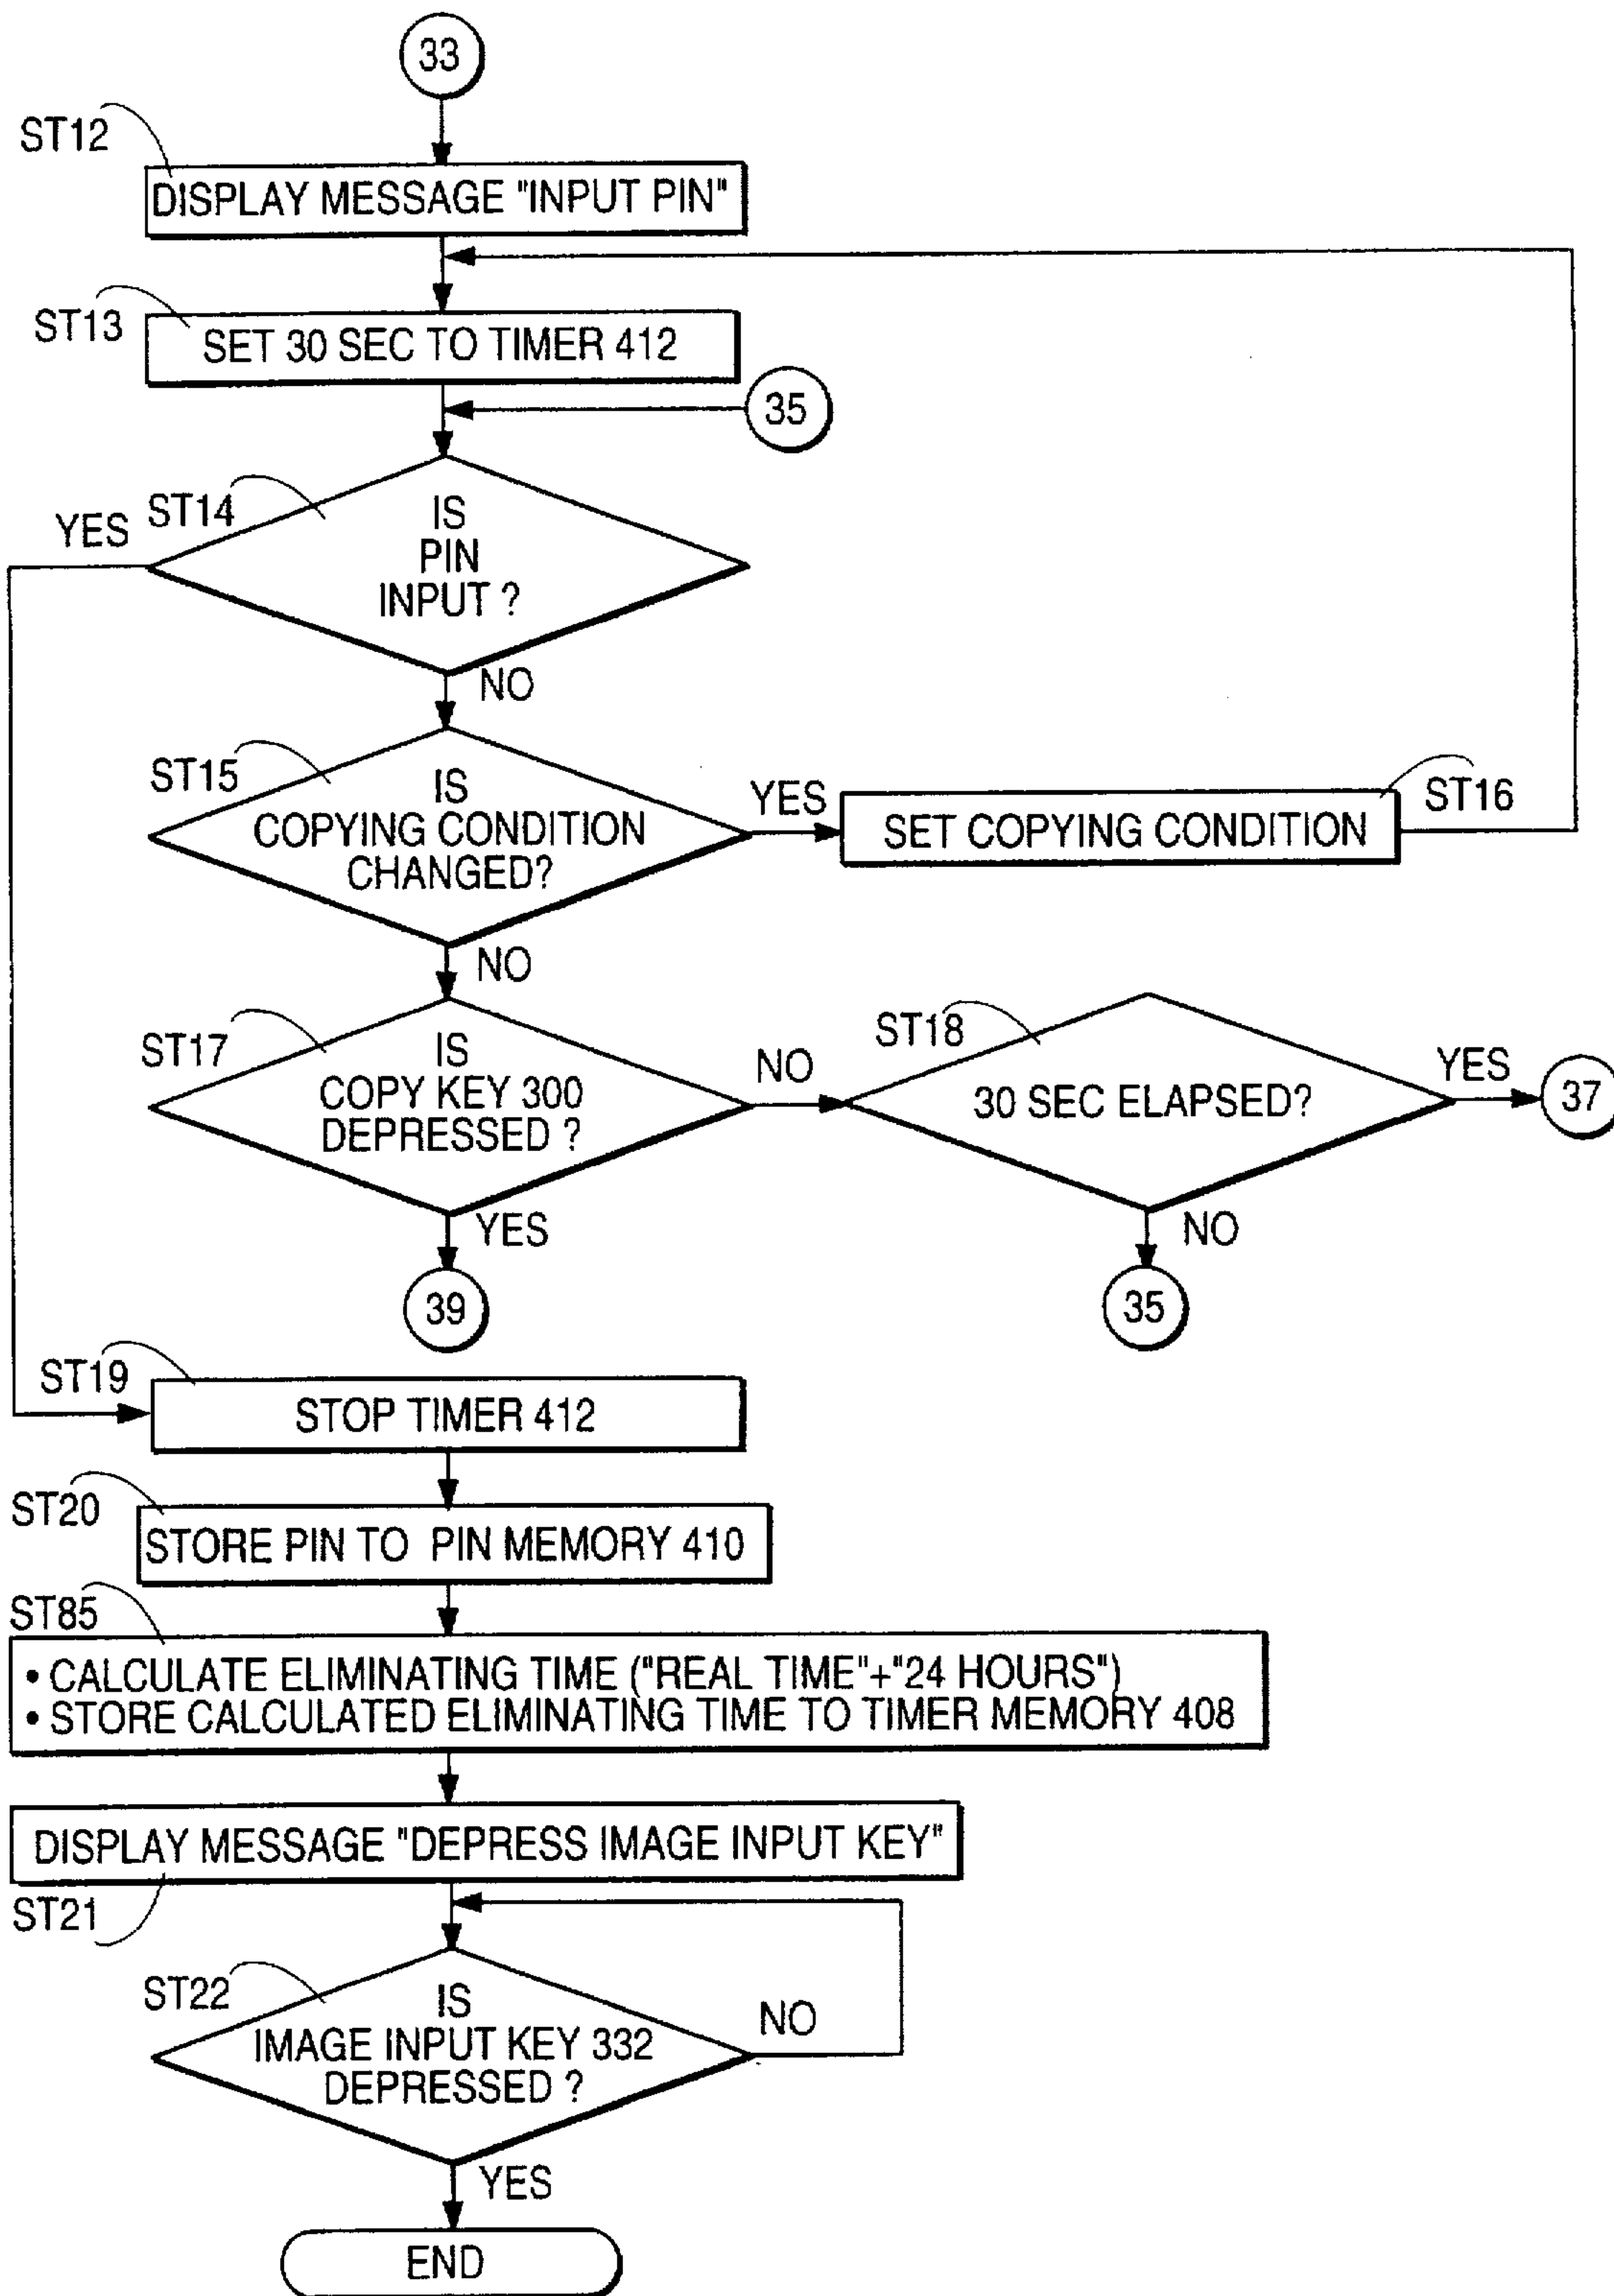 33
ST12
DISPLAY MESSAGE "INPUT PIN"
ST13
SET 30 SEC TO TIMER 412
35
YES
ST14
IS
PIN
INPUT ?
NO
ST15
IS
COPYING CONDITION
CHANGED?
YES
SET COPYING CONDITION
ST16
NO
ST17
IS
COPY KEY 300
DEPRESSED ?
NO
ST18
30 SEC ELAPSED?
YES
37
YES
39
NO
35
ST19
STOP TIMER 412
ST20
STORE PIN TO PIN MEMORY 410
ST85
• CALCULATE ELIMINATING TIME ("REAL TIME"+"24 HOURS")
• STORE CALCULATED ELIMINATING TIME TO TIMER MEMORY 408
DISPLAY MESSAGE "DEPRESS IMAGE INPUT KEY"
ST21
ST22
IS
IMAGE INPUT KEY 332
DEPRESSED ?
NO
YES
END